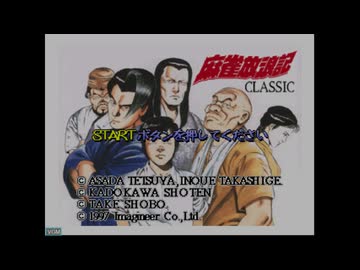 麻雀放浪記
CLASSIC
STARTボタンを押してください
© ASADA TETSUYA, INOUE TAKASHIGE.
© KADOKAWA SHOTEN
© TAKE SHOBO.
© 1997 Imagineer Co.,Ltd.